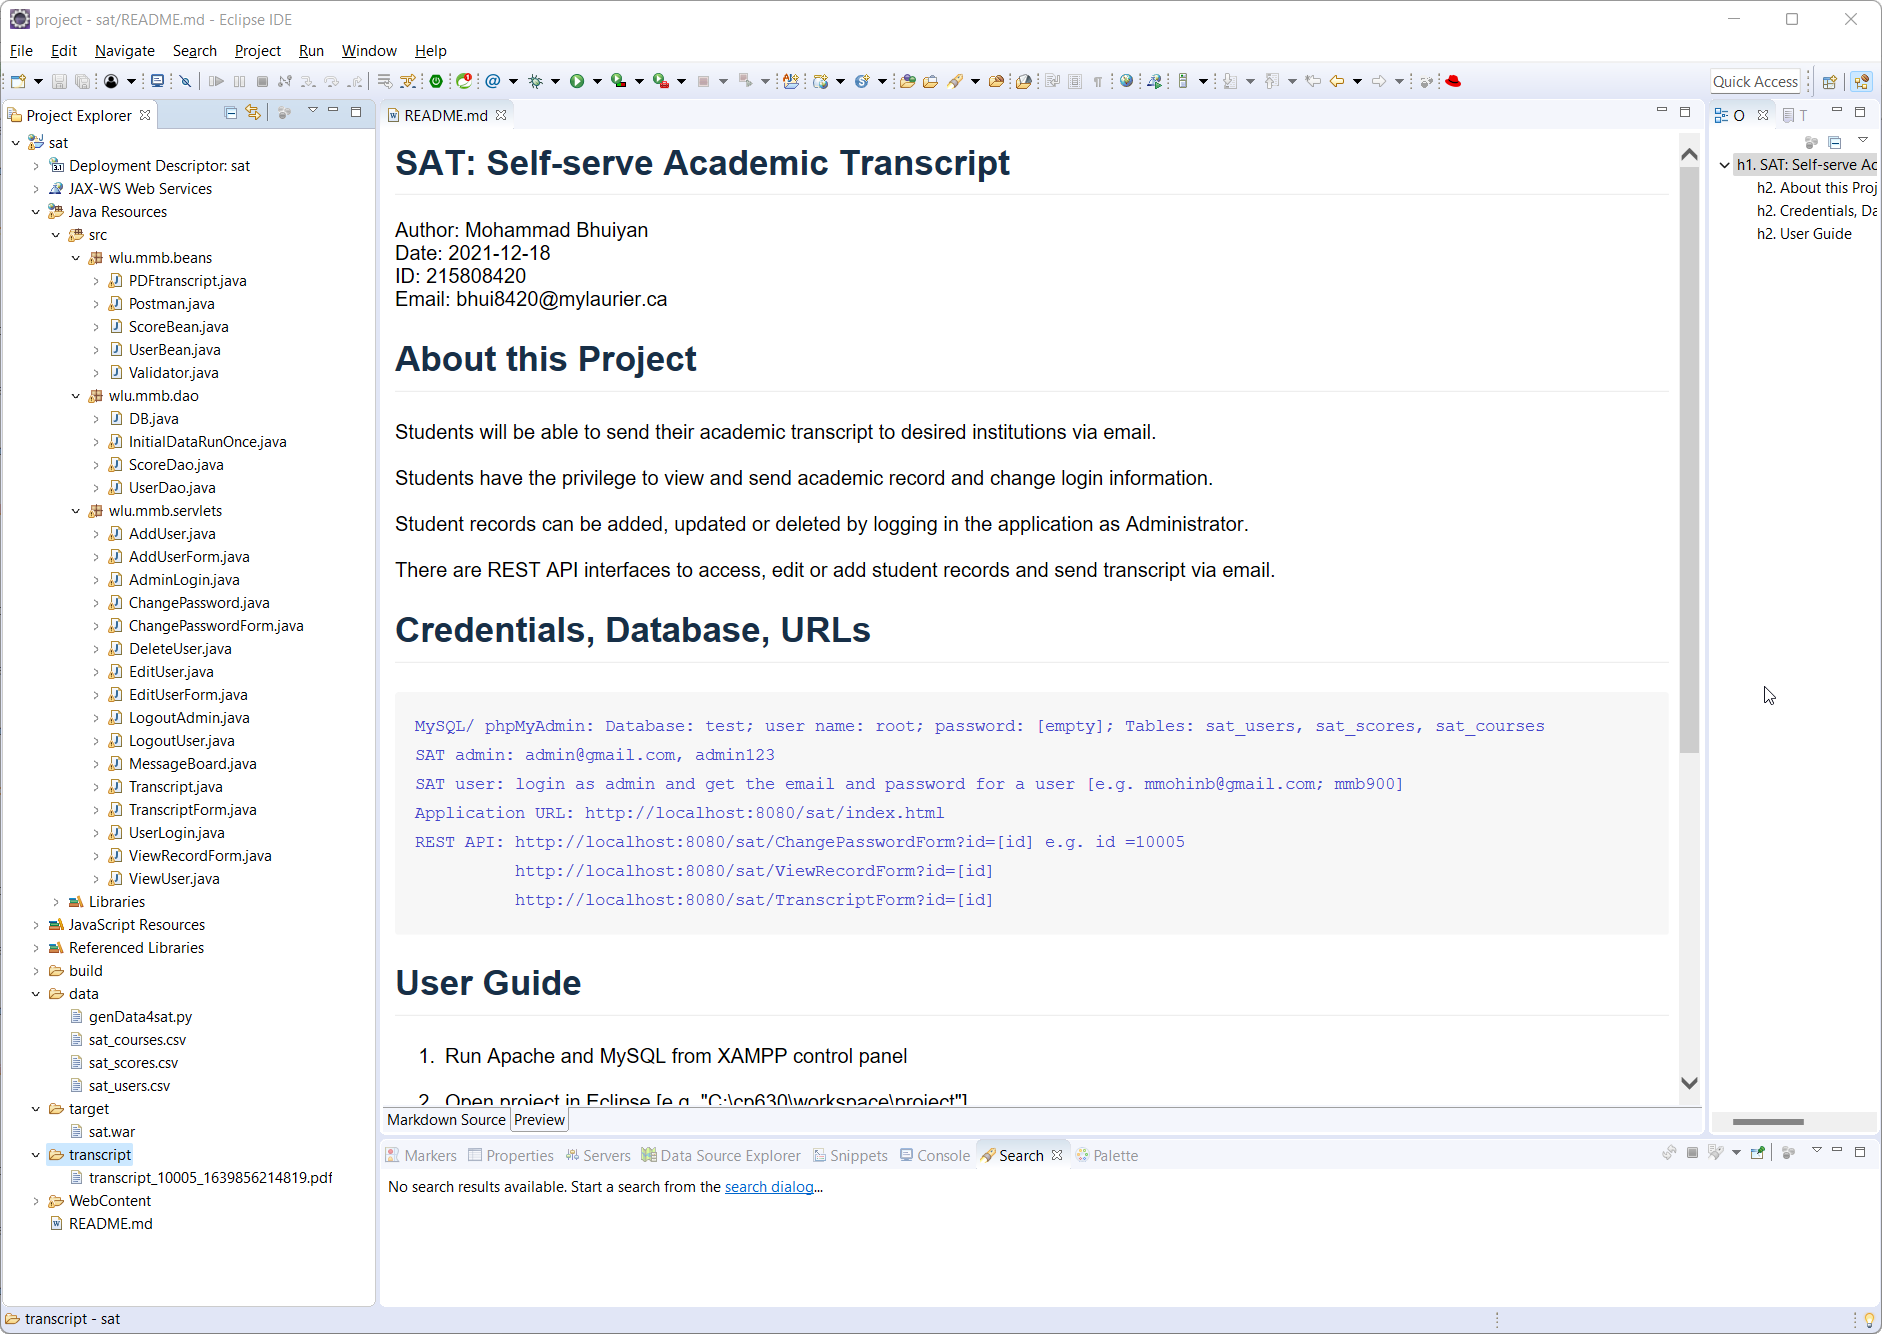 project - sat/README.md - Eclipse IDE
File Edit Navigate Search Project Run Window Help
Quick Access
Project Explorer
sat
Deployment Descriptor: sat
JAX-WS Web Services
Java Resources
src
wlu.mmb.beans
PDFtranscript.java
Postman.java
ScoreBean.java
UserBean.java
Validator.java
wlu.mmb.dao
DB.java
InitialDataRunOnce.java
ScoreDao.java
UserDao.java
wlu.mmb.servlets
AddUser.java
AddUserForm.java
AdminLogin.java
ChangePassword.java
ChangePasswordForm.java
DeleteUser.java
EditUser.java
EditUserForm.java
LogoutAdmin.java
LogoutUser.java
MessageBoard.java
Transcript.java
TranscriptForm.java
UserLogin.java
ViewRecordForm.java
ViewUser.java
Libraries
JavaScript Resources
Referenced Libraries
build
data
genData4sat.py
sat_courses.csv
sat_scores.csv
sat_users.csv
target
sat.war
transcript
transcript_10005_1639856214819.pdf
WebContent
README.md
README.md
SAT: Self-serve Academic Transcript
Author: Mohammad Bhuiyan
Date: 2021-12-18
ID: 215808420
Email: bhui8420@mylaurier.ca
About this Project
Students will be able to send their academic transcript to desired institutions via email.
Students have the privilege to view and send academic record and change login information.
Student records can be added, updated or deleted by logging in the application as Administrator.
There are REST API interfaces to access, edit or add student records and send transcript via email.
Credentials, Database, URLs
MySQL/ phpMyAdmin: Database: test; user name: root; password: [empty]; Tables: sat_users, sat_scores, sat_courses
SAT admin: admin@gmail.com, admin123
SAT user: login as admin and get the email and password for a user [e.g. mmohinb@gmail.com; mmb900]
Application URL: http://localhost:8080/sat/index.html
REST API: http://localhost:8080/sat/ChangePasswordForm?id=[id] e.g. id =10005
http://localhost:8080/sat/ViewRecordForm?id=[id]
http://localhost:8080/sat/TranscriptForm?id=[id]
User Guide
1. Run Apache and MySQL from XAMPP control panel
2. Open project in Eclipse [e.g. "C:\cp630\workspace\project"]
Markdown Source Preview
O T
h1. SAT: Self-serve Ac
h2. About this Proj
h2. Credentials, Da
h2. User Guide
Markers Properties Servers Data Source Explorer Snippets Console Search Palette
No search results available. Start a search from the search dialog...
transcript - sat